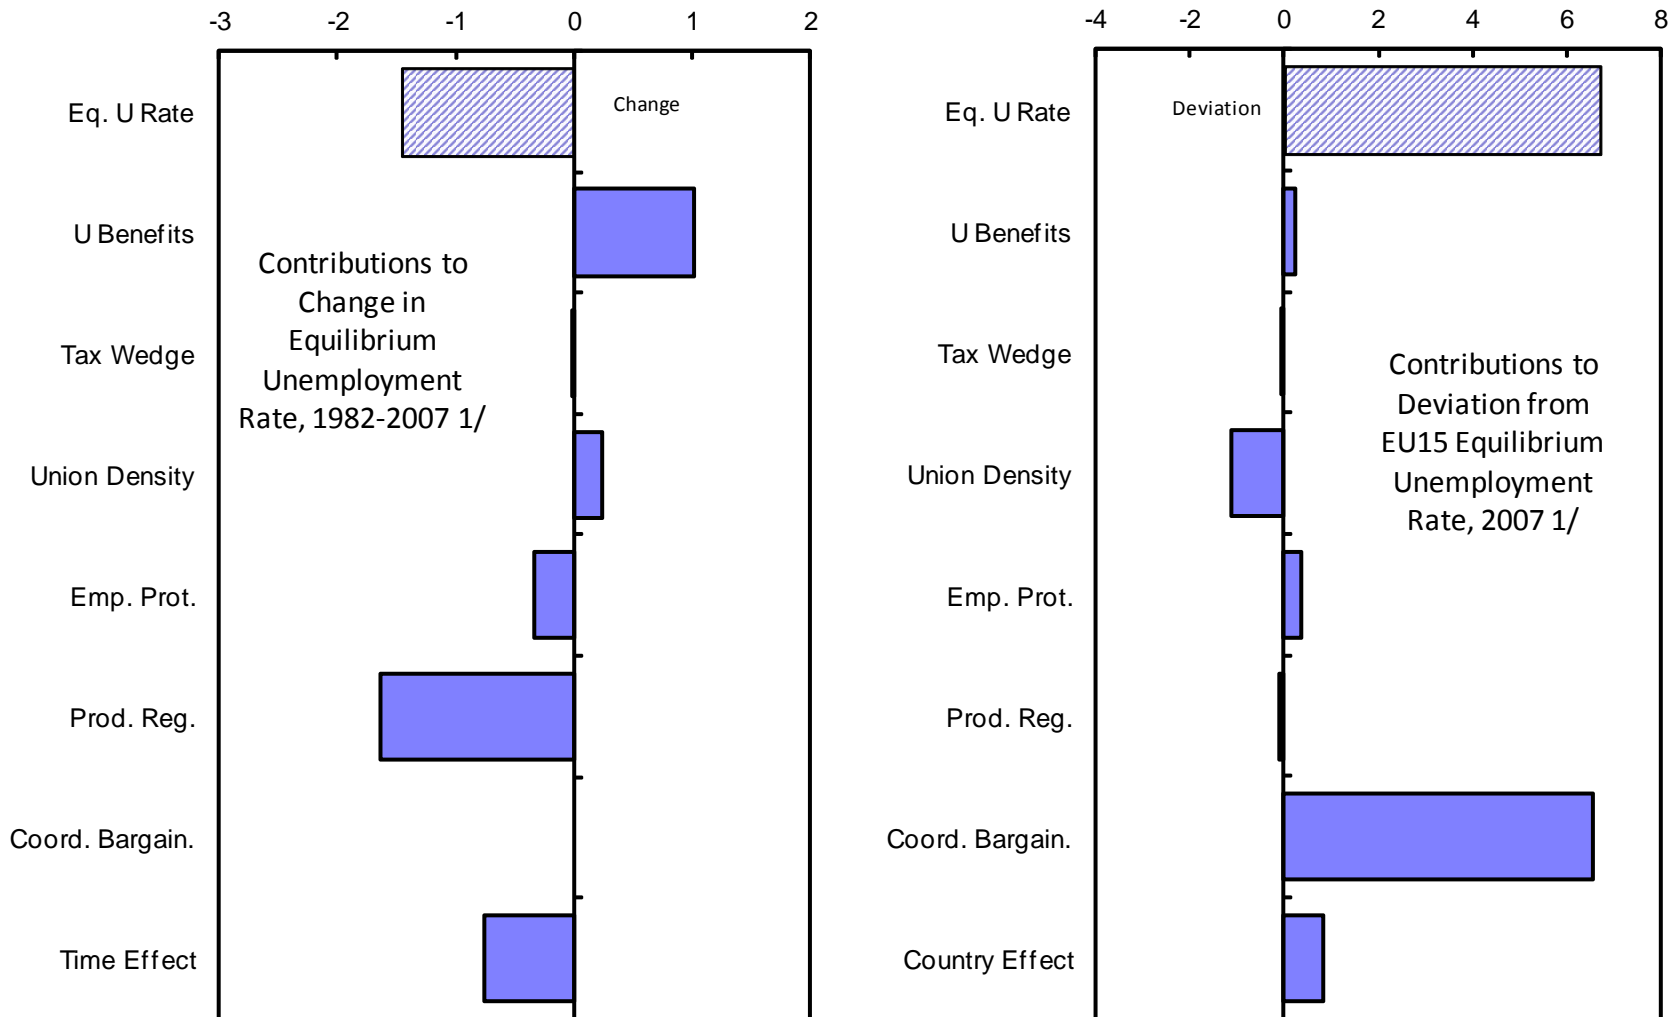 -3 -2 -1 0 1 2
Eq. U Rate
Change
U Benefits
Contributions to
Change in
Equilibrium
Unemployment
Rate, 1982-2007 1/
Tax Wedge
Union Density
Emp. Prot.
Prod. Reg.
Coord. Bargain.
Time Effect
-4 -2 0 2 4 6 8
Eq. U Rate
Deviation
U Benefits
Tax Wedge
Contributions to
Deviation from
EU15 Equilibrium
Unemployment
Rate, 2007 1/
Union Density
Emp. Prot.
Prod. Reg.
Coord. Bargain.
Country Effect